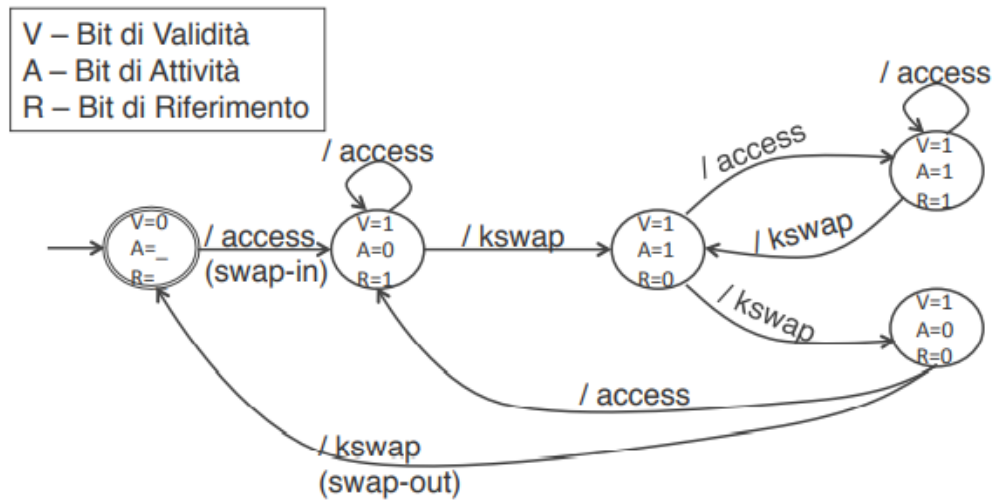 V – Bit di Validità
A – Bit di Attività
R – Bit di Riferimento
/ access
/ access
/ access
V=1
A=1
R=1
V=0
A=_
R=
/ access
(swap-in)
V=1
A=0
R=1
/ kswap
V=1
A=1
R=0
/ kswap
/ kswap
V=1
A=0
R=0
/ access
/ kswap
(swap-out)